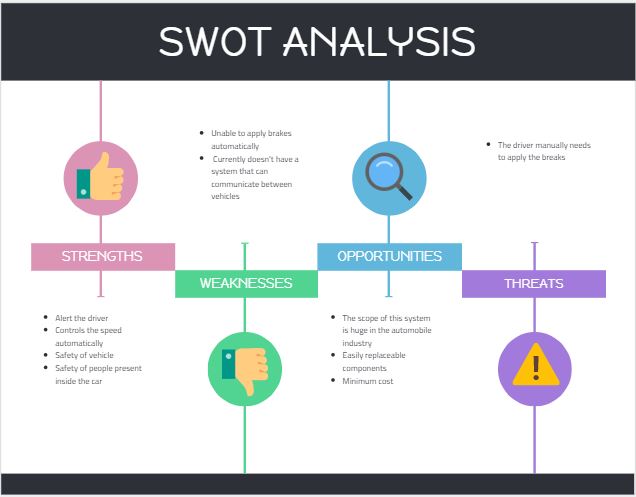 SWOT ANALYSIS
• Unable to apply brakes
automatically
• Currently doesn't have a
system that can
communicate between
vehicles
• The driver manually needs
to apply the breaks
STRENGTHS
WEAKNESSES
OPPORTUNITIES
THREATS
• Alert the driver
• Controls the speed
automatically
• Safety of vehicle
• Safety of people present
inside the car
• The scope of this system
is huge in the automobile
industry
• Easily replaceable
components
• Minimum cost